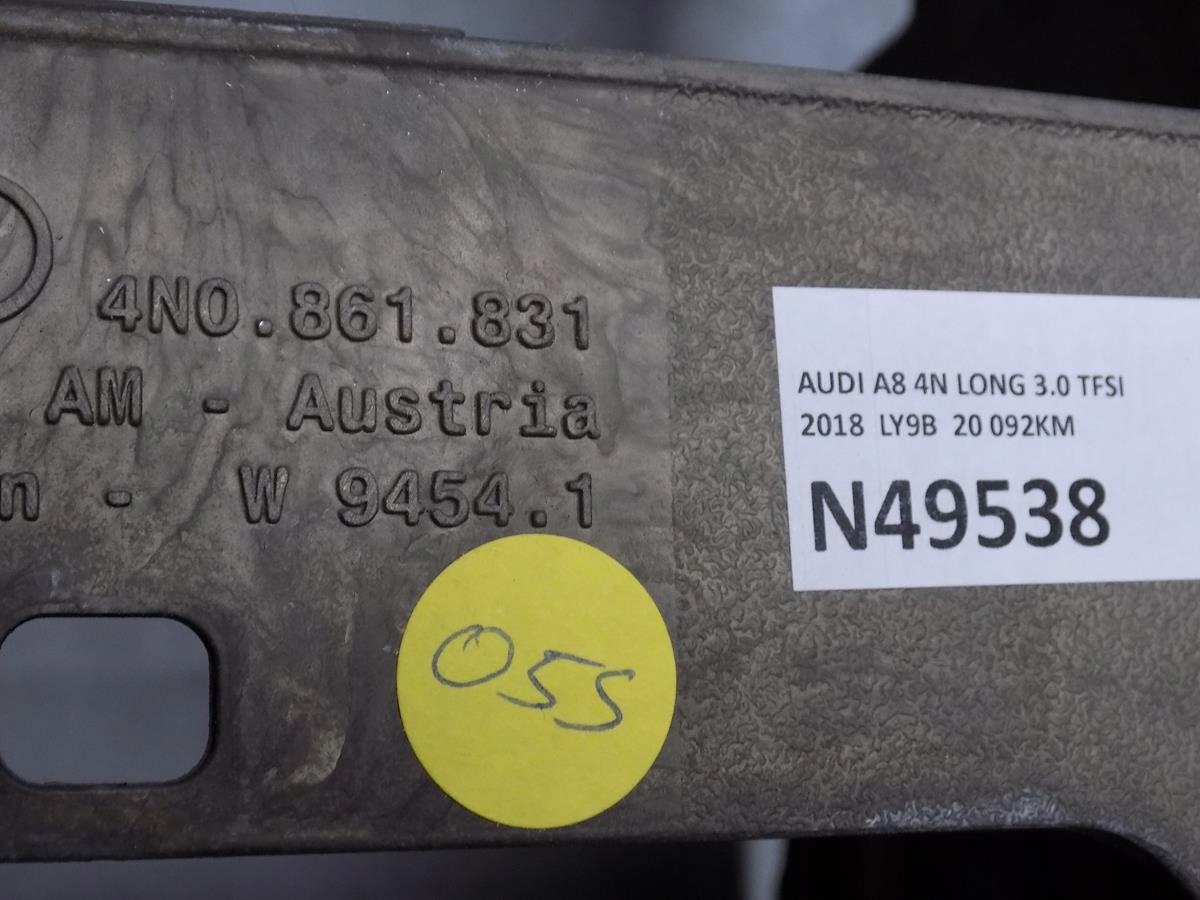 4N0.861.831
AM - Austria
n - W 9454.1
AUDI A8 4N LONG 3.0 TFSI
2018 LY9B 20 092KM
N49538
055